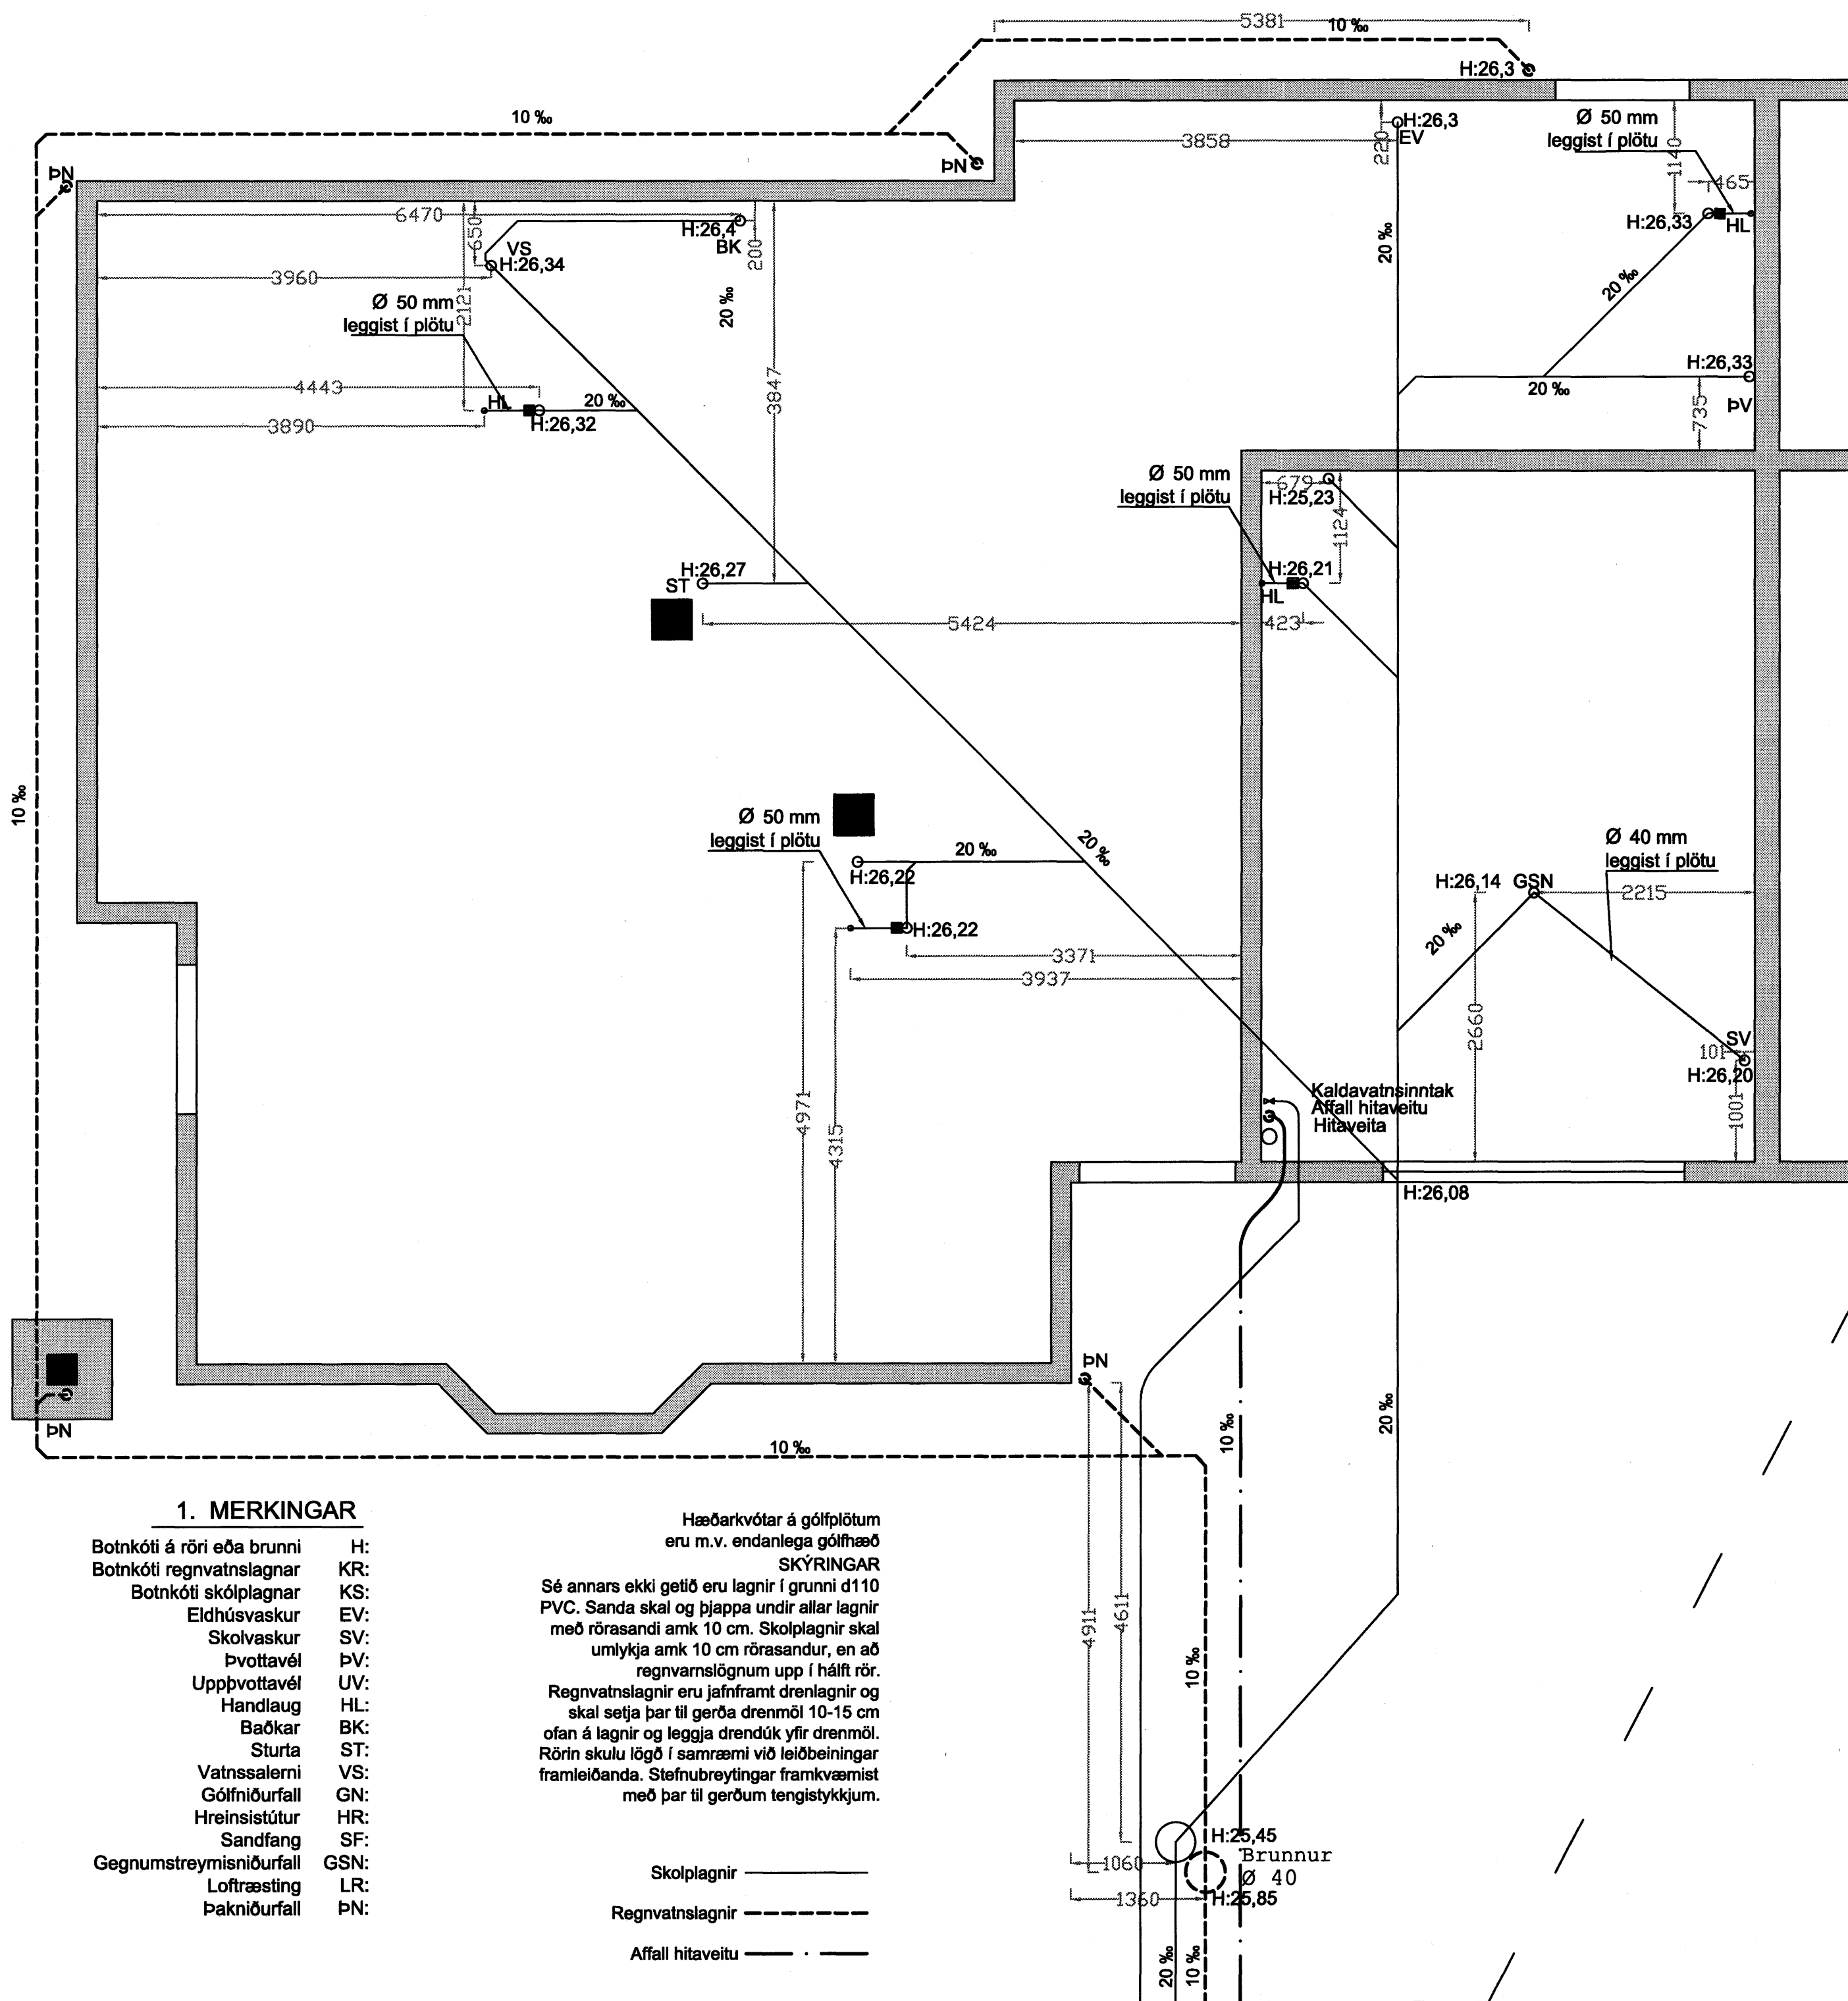 5381
10 ‰
H:26,3
10 ‰
ÞN
ÞN
3858
220
H:26,3
EV
Ø 50 mm
leggist í plötu
1140
465
H:26,33
HL
6470
650
H:26,4
BK
200
VS
H:26,34
3960
2121
Ø 50 mm
leggist í plötu
20 ‰
20 ‰
20 ‰
4443
HL
20 ‰
H:26,32
3890
3847
H:26,33
20 ‰
ÞV
735
Ø 50 mm
leggist í plötu
679
H:25,23
1124
H:26,27
ST
H:26,21
HL
5424
423
10 ‰
Ø 50 mm
leggist í plötu
20 ‰
20 ‰
H:26,22
H:26,22
3371
3937
Ø 40 mm
leggist í plötu
H:26,14
GSN
2215
20 ‰
2660
SV
101
H:26,20
1001
4971
4315
Kaldavatnsinntak
Affall hitaveitu
Hitaveita
H:26,08
ÞN
ÞN
10 ‰
10 ‰
20 ‰
4911
4611
10 ‰
1. MERKINGAR
Botnkóti á röri eða brunni H:
Botnkóti regnvatnslagnar KR:
Botnkóti skólplagnar KS:
Eldhúsvaskur EV:
Skolvaskur SV:
Þvottavél ÞV:
Uppþvottavél UV:
Handlaug HL:
Baðkar BK:
Sturta ST:
Vatnssalerni VS:
Gólfniðurfall GN:
Hreinsistútur HR:
Sandfang SF:
Gegnumstreymisniðurfall GSN:
Loftræsting LR:
Þakniðurfall ÞN:
Hæðarkvótar á gólfplötum
eru m.v. endanlega gólfhæð
SKÝRINGAR
Sé annars ekki getið eru lagnir í grunni d110
PVC. Sanda skal og þjappa undir allar lagnir
með rörasandi amk 10 cm. Skolplagnir skal
umlykja amk 10 cm rörasandur, en að
regnvarnslögnum upp í hálft rör.
Regnvatnslagnir eru jafnframt drenlagnir og
skal setja þar til gerða drenmöl 10-15 cm
ofan á lagnir og leggja drendúk yfir drenmöl.
Rörin skulu lögð í samræmi við leiðbeiningar
framleiðanda. Stefnubreytingar framkvæmist
með þar til gerðum tengistykkjum.
Skolplagnir
Regnvatnslagnir
Affall hitaveitu
H:25,45
Brunnur
Ø 40
H:25,85
1060
1360
20 ‰
10 ‰